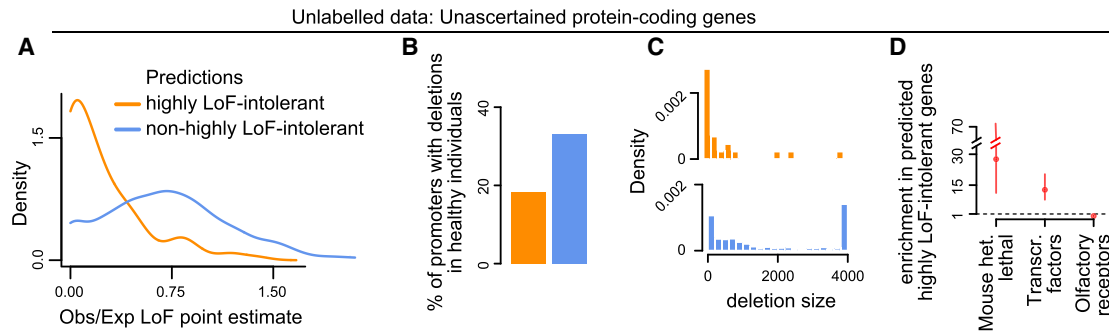 Unlabelled data: Unascertained protein-coding genes
A
Predictions
highly LoF-intolerant
non-highly LoF-intolerant
Density
1.5
0.0
0.00 0.75 1.50
Obs/Exp LoF point estimate
B
% of promoters with deletions
in healthy individuals
40
20
0
C
Density
0.002
0
0.002
0
0 2000 4000
deletion size
D
enrichment in predicted
highly LoF-intolerant genes
70
30
15
1
Mouse het.
lethal
Transcr.
factors
Olfactory
receptors